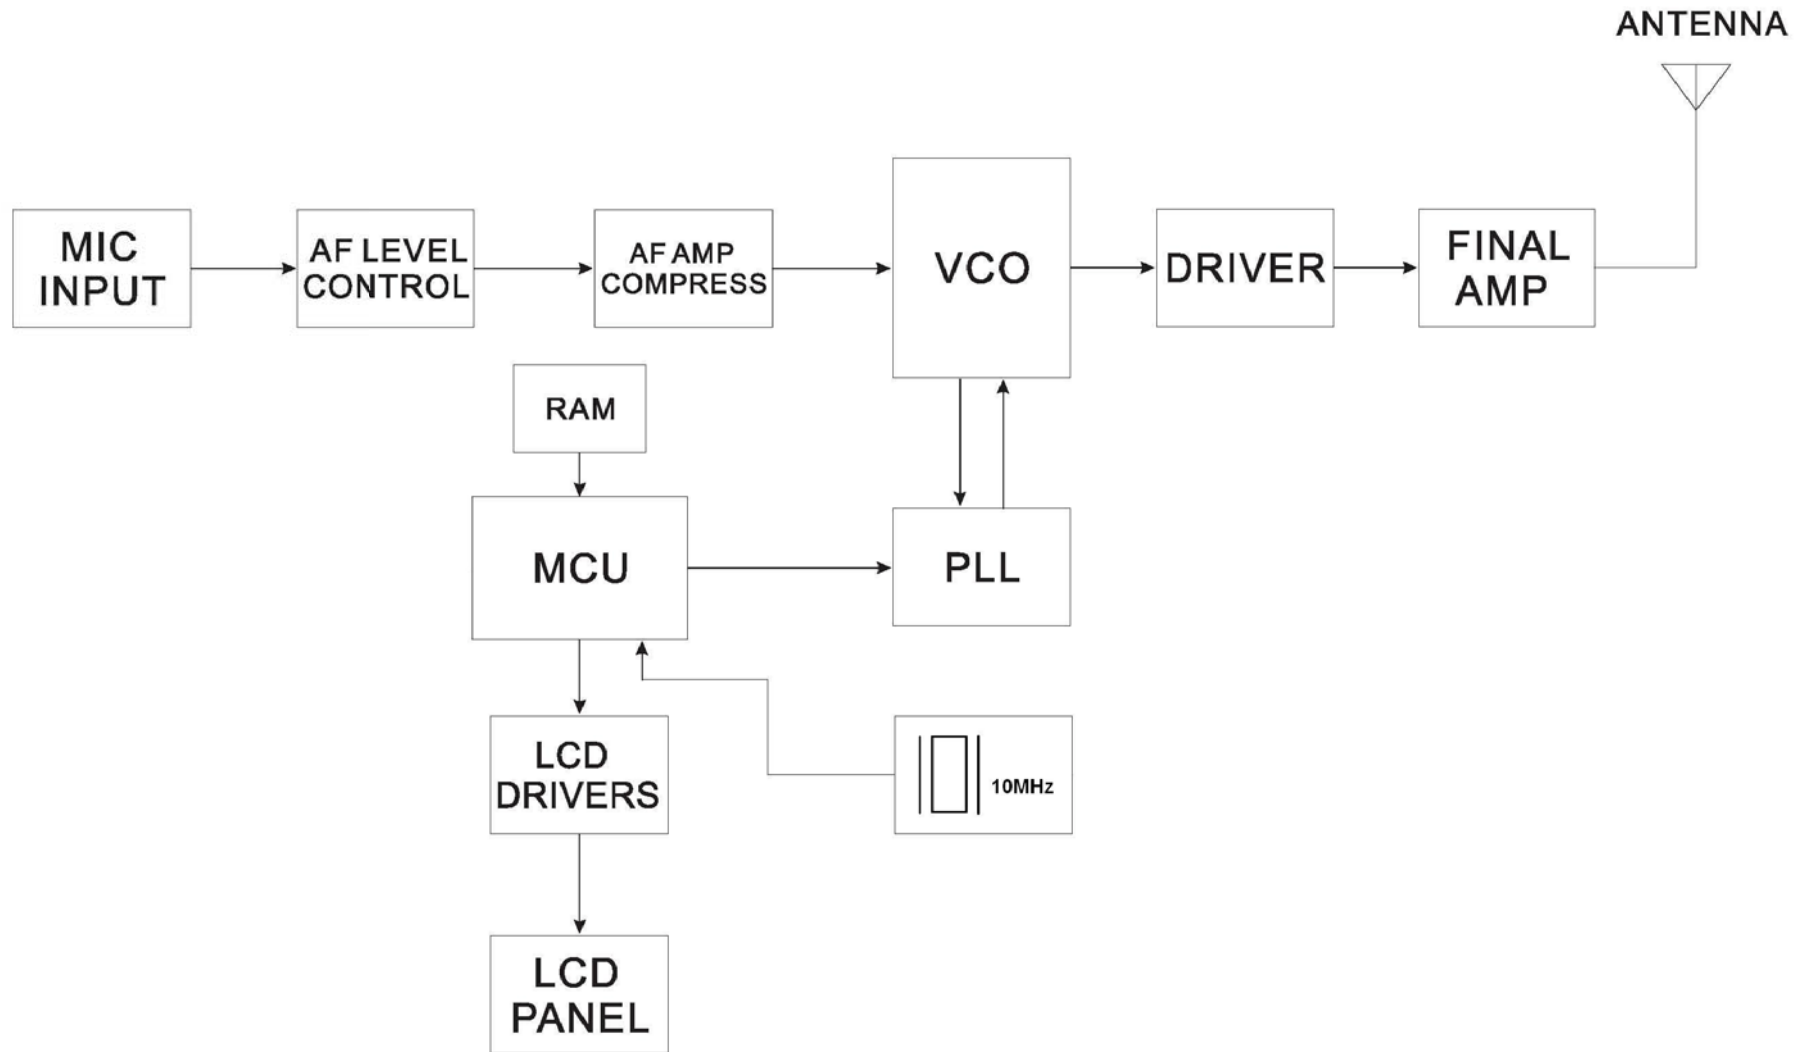 ANTENNA
MIC
INPUT
AF LEVEL
CONTROL
AF AMP
COMPRESS
VCO
DRIVER
FINAL
AMP
RAM
MCU
PLL
LCD
DRIVERS
10MHz
LCD
PANEL